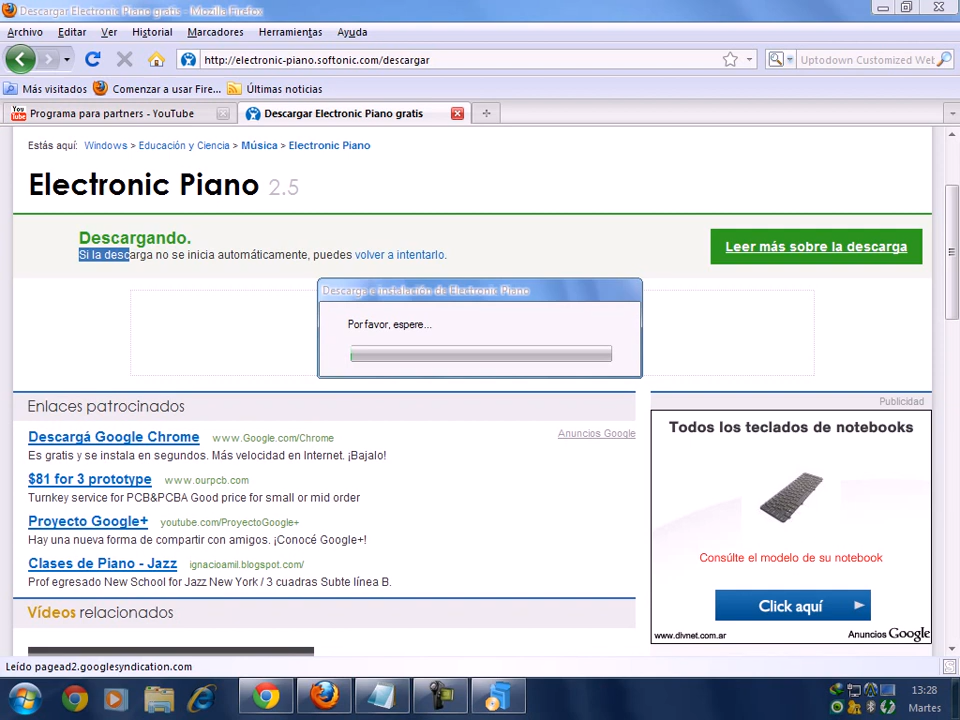 Descargar Electronic Piano gratis - Mozilla Firefox
Archivo Editar Ver Historial Marcadores Herramientas Ayuda
http://electronic-piano.softonic.com/descargar
Uptodown Customized Web
Más visitados Comenzar a usar Fire... Últimas noticias
You Tube Programa para partners - YouTube Descargar Electronic Piano gratis
Estás aquí: Windows > Educación y Ciencia > Música > Electronic Piano
Electronic Piano 2.5
Descargando.
Si la descarga no se inicia automáticamente, puedes volver a intentarlo.
Leer más sobre la descarga
Descarga e instalación de Electronic Piano
Por favor, espere...
Enlaces patrocinados
Anuncios Google
Descargá Google Chrome www.Google.com/Chrome
Es gratis y se instala en segundos. Más velocidad en Internet. ¡Bajalo!
$81 for 3 prototype www.ourpcb.com
Turnkey service for PCB&PCBA Good price for small or mid order
Proyecto Google+ youtube.com/ProyectoGoogle+
Hay una nueva forma de compartir con amigos. ¡Conocé Google+!
Clases de Piano - Jazz ignacioamil.blogspot.com/
Prof egresado New School for Jazz New York / 3 cuadras Subte línea B.
Vídeos relacionados
Publicidad
Todos los teclados de notebooks
Consúlte el modelo de su notebook
Click aquí
www.divnet.com.ar Anuncios Google
Leído pagead2.googlesyndication.com
13:28
Martes